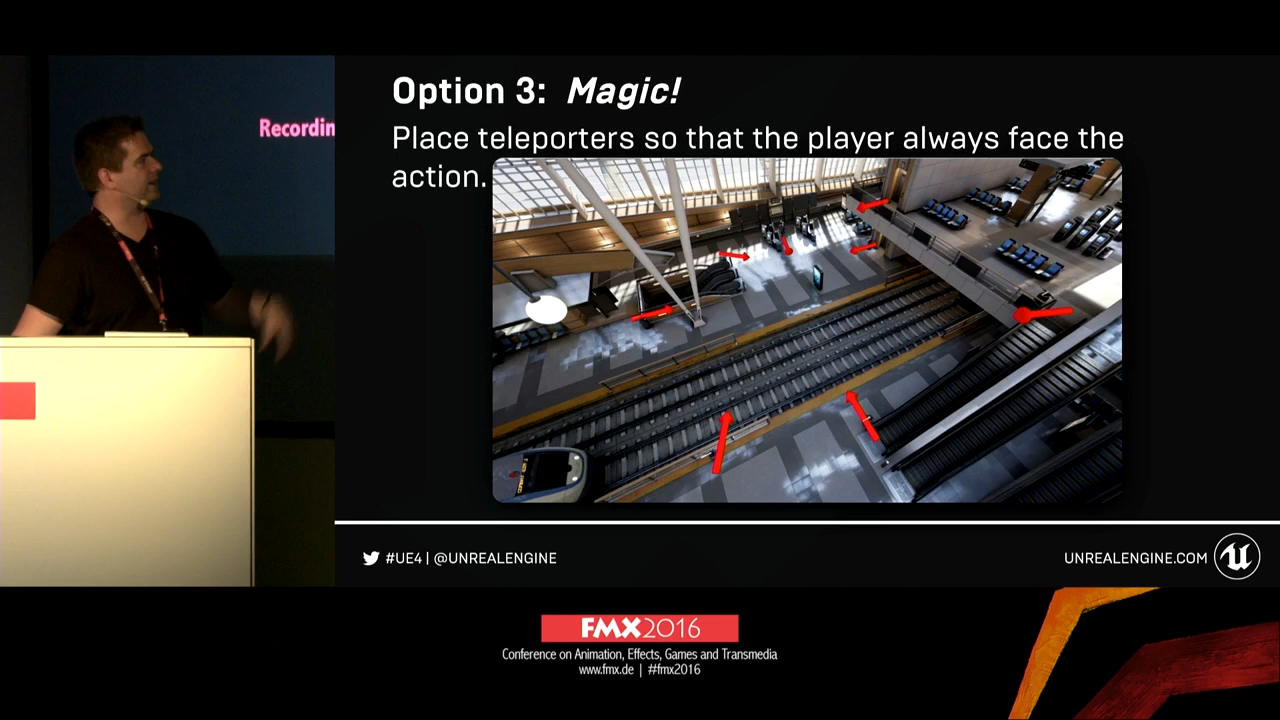 Recordin
Option 3: Magic!
Place teleporters so that the player always face the
action.
#UE4 | @UNREALENGINE
UNREALENGINE.COM
FMX2016
Conference on Animation, Effects, Games and Transmedia
www.fmx.de | #fmx2016